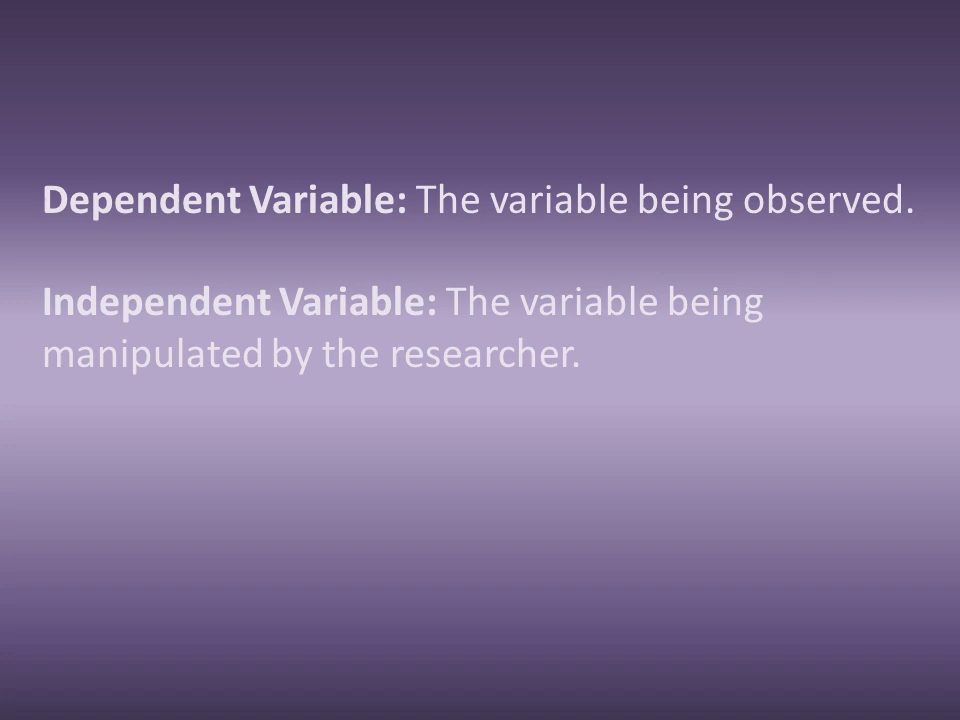 Dependent Variable: The variable being observed.
Independent Variable: The variable being
manipulated by the researcher.